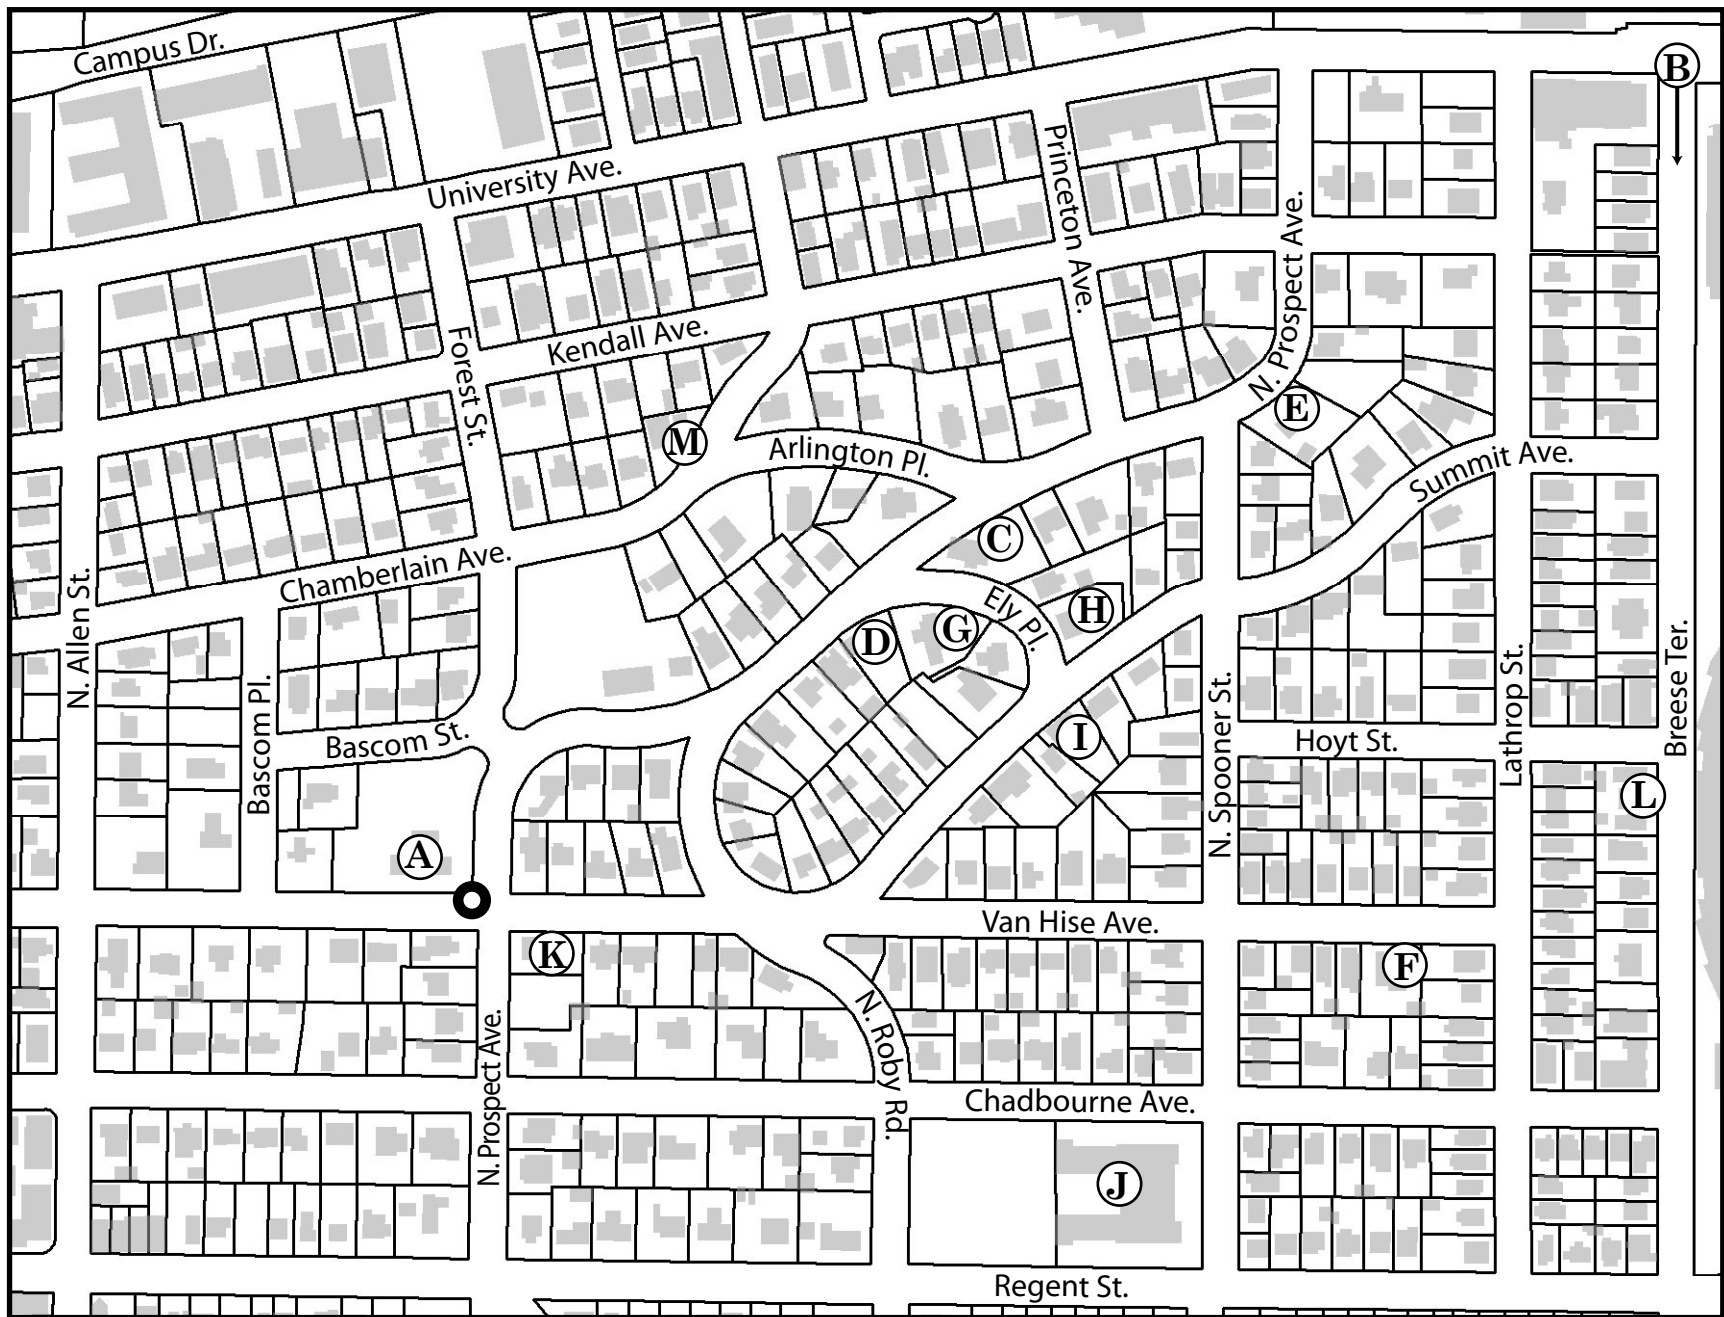 Campus Dr.
B
University Ave.
Princeton Ave.
N. Prospect Ave.
Kendall Ave.
Forest St.
N. Prospect Ave.
E
M
Arlington Pl.
Summit Ave.
C
Chamberlain Ave.
N. Allen St.
Ely Pl.
H
D
G
Bascom Pl.
Bascom St.
I
N. Spooner St.
Hoyt St.
Lathrop St.
Breese Ter.
L
A
Van Hise Ave.
K
F
N. Roby Rd.
N. Prospect Ave.
Chadbourne Ave.
J
Regent St.